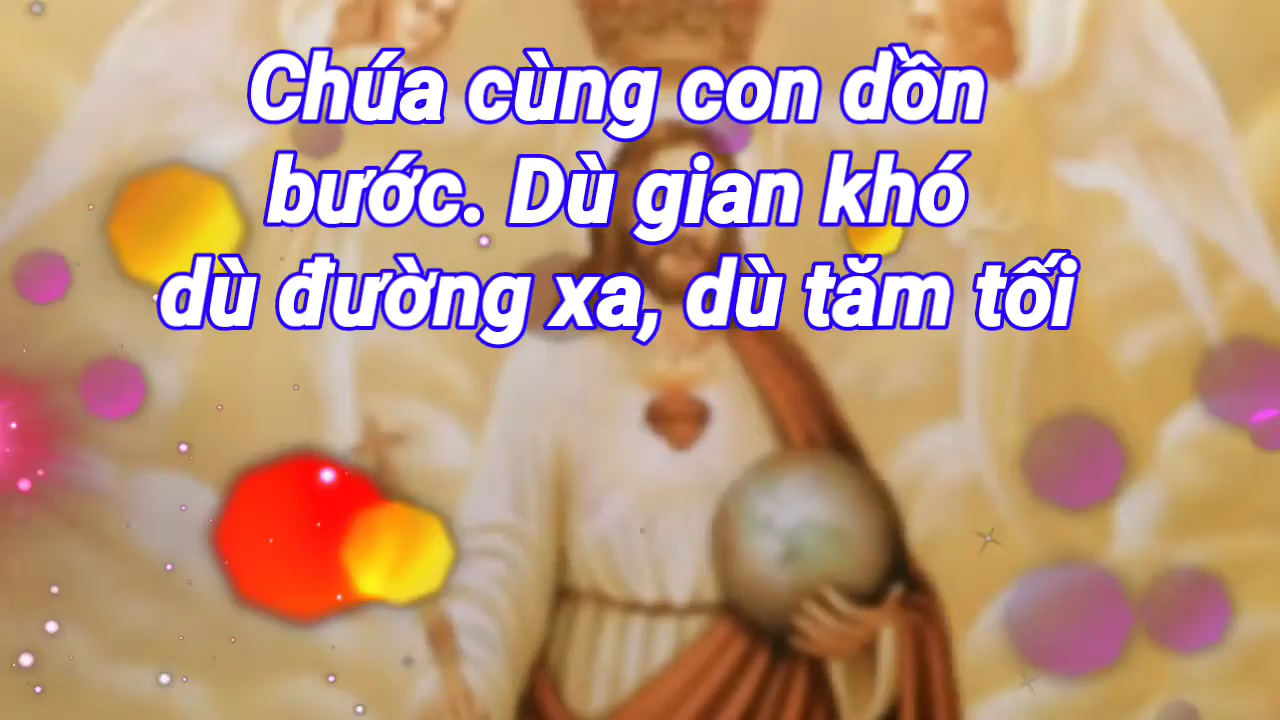 Chúa cùng con dồn
bước. Dù gian khó
dù đường xa, dù tăm tối